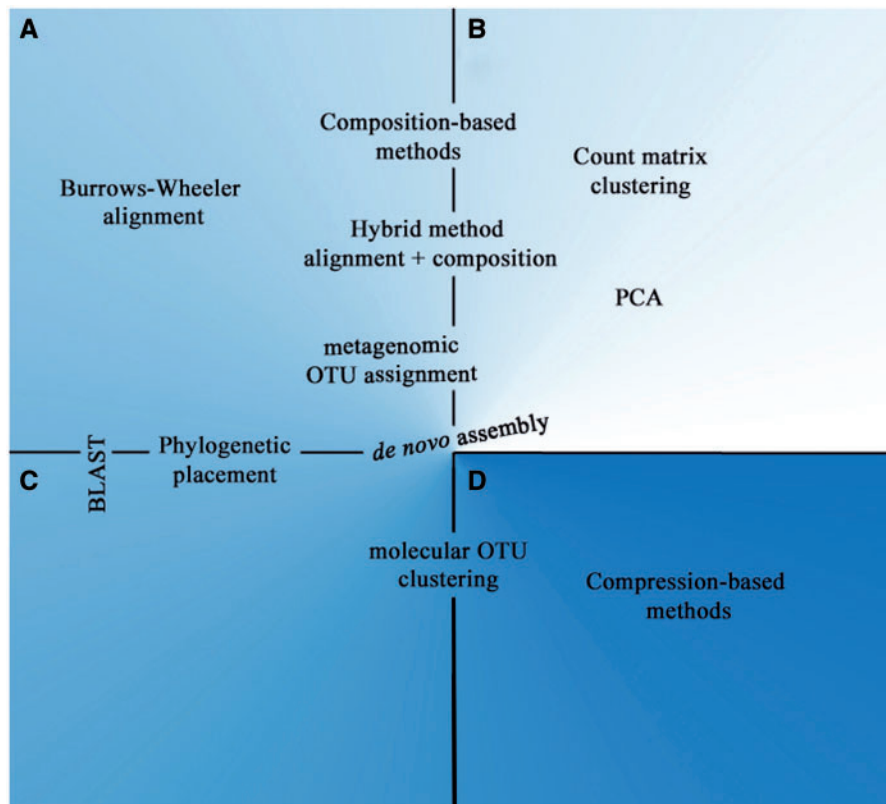 A
B
Composition-based
methods
Count matrix
clustering
Burrows-Wheeler
alignment
Hybrid method
alignment + composition
PCA
metagenomic
OTU assignment
de novo assembly
BLAST
Phylogenetic
placement
C
D
molecular OTU
clustering
Compression-based
methods